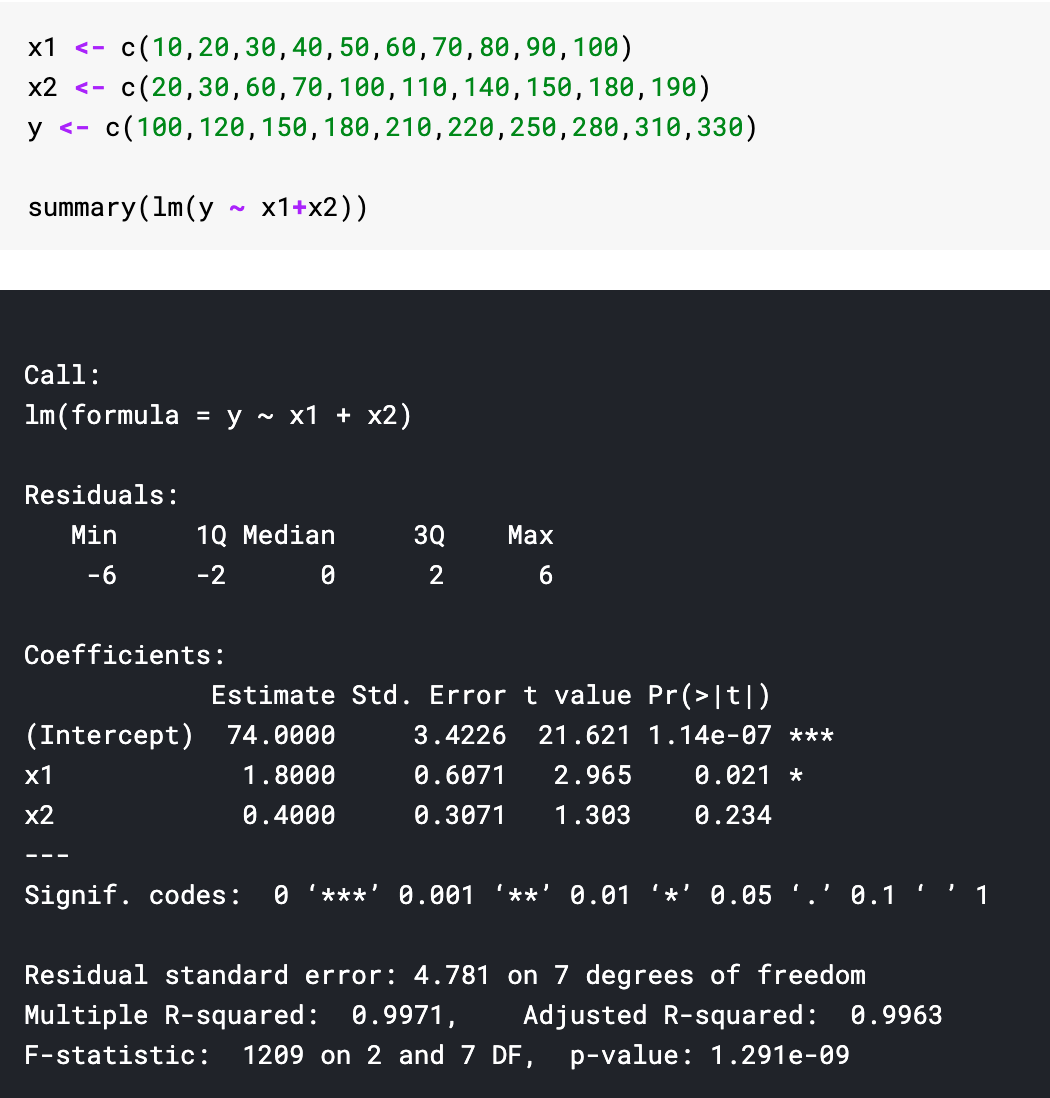 x1 <- c(10,20,30,40,50,60,70,80,90,100)
x2 <- c(20,30,60,70,100,110,140,150,180,190)
y <- c(100,120,150,180,210,220,250,280,310,330)
summary(lm(y ~ x1+x2))
Call:
lm(formula = y ~ x1 + x2)
Residuals:
   Min     1Q Median     3Q    Max
    -6     -2      0      2      6
Coefficients:
            Estimate Std. Error t value Pr(>|t|)
(Intercept)  74.0000     3.4226  21.621 1.14e-07 ***
x1            1.8000     0.6071   2.965    0.021 *
x2            0.4000     0.3071   1.303    0.234
---
Signif. codes:  0 ‘***’ 0.001 ‘**’ 0.01 ‘*’ 0.05 ‘.’ 0.1 ‘ ’ 1
Residual standard error: 4.781 on 7 degrees of freedom
Multiple R-squared:  0.9971,    Adjusted R-squared:  0.9963
F-statistic:  1209 on 2 and 7 DF,  p-value: 1.291e-09